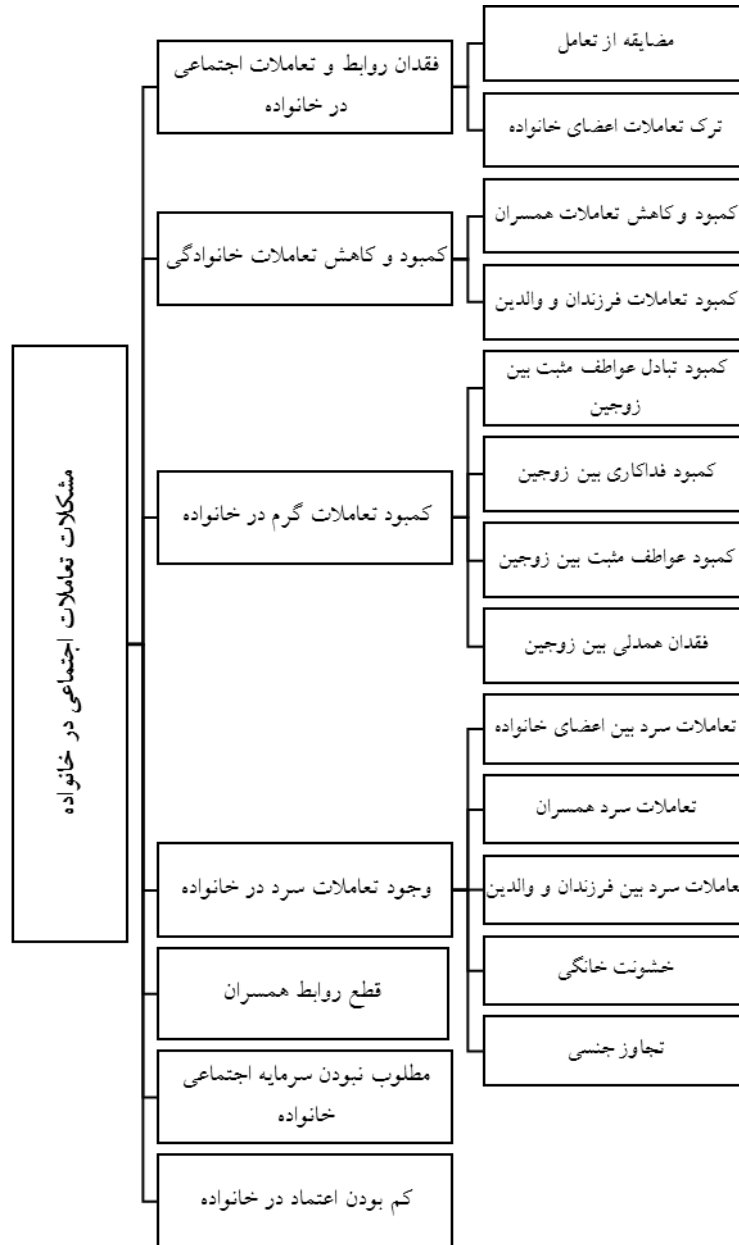 مشکلات تعاملات اجتماعی در خانواده
فقدان روابط و تعاملات اجتماعی
در خانواده
مضایقه از تعامل
ترک تعاملات اعضای خانواده
کمبود و کاهش تعاملات خانوادگی
کمبود و کاهش تعاملات همسران
کمبود تعاملات فرزندان و والدین
کمبود تعاملات گرم در خانواده
کمبود تبادل عواطف مثبت بین
زوجین
کمبود فداکاری بین زوجین
کمبود عواطف مثبت بین زوجین
فقدان همدلی بین زوجین
وجود تعاملات سرد در خانواده
تعاملات سرد بین اعضای خانواده
تعاملات سرد همسران
تعاملات سرد بین فرزندان و والدین
خشونت خانگی
تجاوز جنسی
قطع روابط همسران
مطلوب نبودن سرمایه اجتماعی
خانواده
کم بودن اعتماد در خانواده